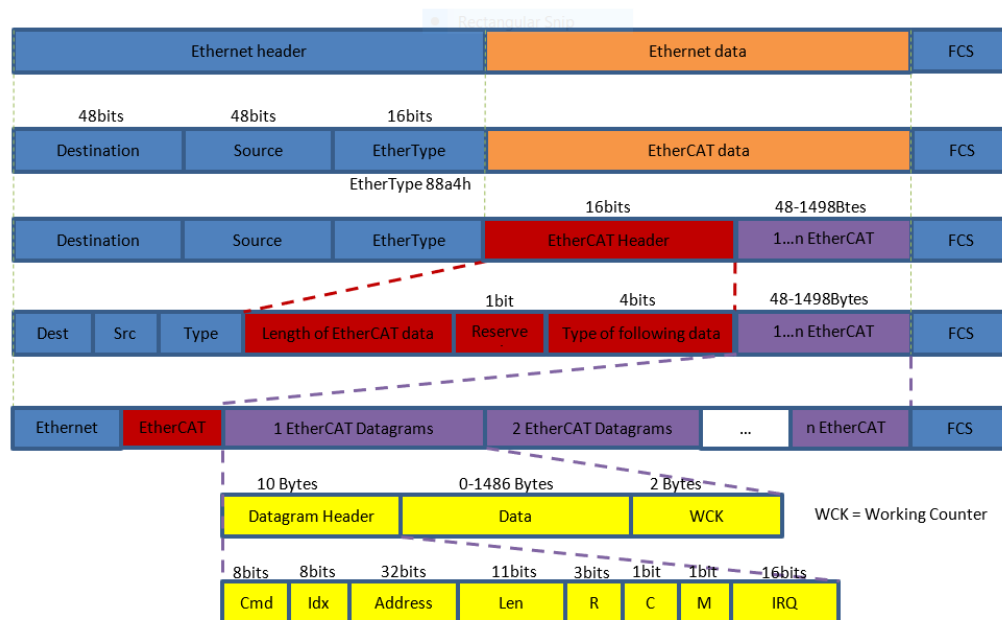 Rectangular Snip
Ethernet header Ethernet data FCS
48bits 48bits 16bits
Destination Source EtherType EtherCAT data FCS
EtherType 88a4h
16bits 48-1498Btes
Destination Source EtherType EtherCAT Header 1...n EtherCAT FCS
1bit 4bits 48-1498Bytes
Dest Src Type Length of EtherCAT data Reserve Type of following data 1...n EtherCAT FCS
Ethernet EtherCAT 1 EtherCAT Datagrams 2 EtherCAT Datagrams ... n EtherCAT FCS
10 Bytes 0-1486 Bytes 2 Bytes
Datagram Header Data WCK WCK = Working Counter
8bits 8bits 32bits 11bits 3bits 1bit 1bit 16bits
Cmd Idx Address Len R C M IRQ